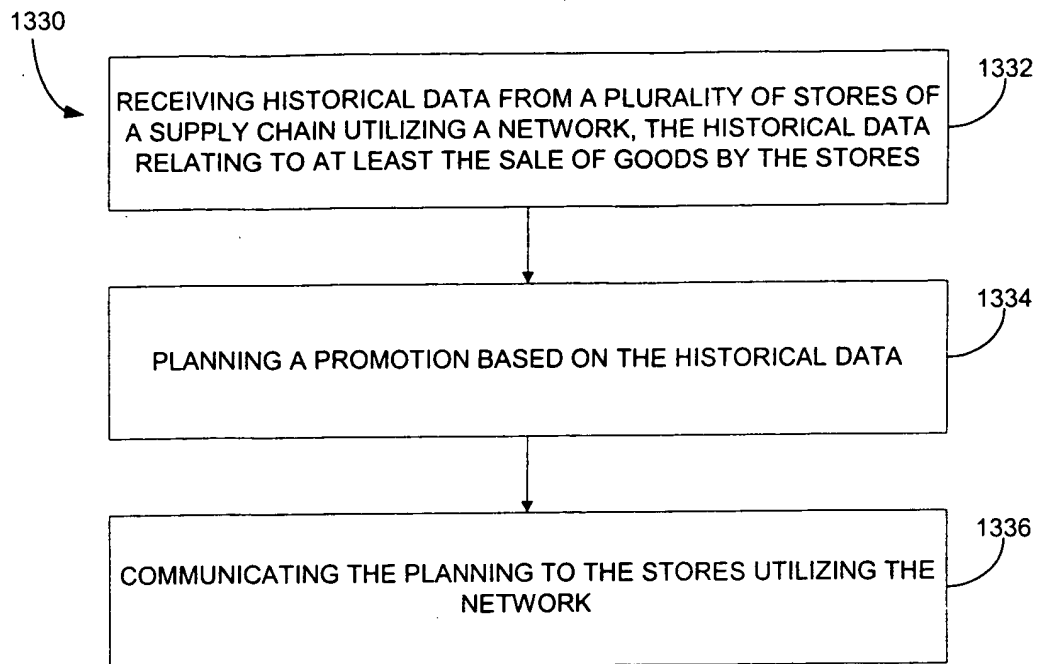 1330
1332
RECEIVING HISTORICAL DATA FROM A PLURALITY OF STORES OF
A SUPPLY CHAIN UTILIZING A NETWORK, THE HISTORICAL DATA
RELATING TO AT LEAST THE SALE OF GOODS BY THE STORES
1334
PLANNING A PROMOTION BASED ON THE HISTORICAL DATA
1336
COMMUNICATING THE PLANNING TO THE STORES UTILIZING THE
NETWORK